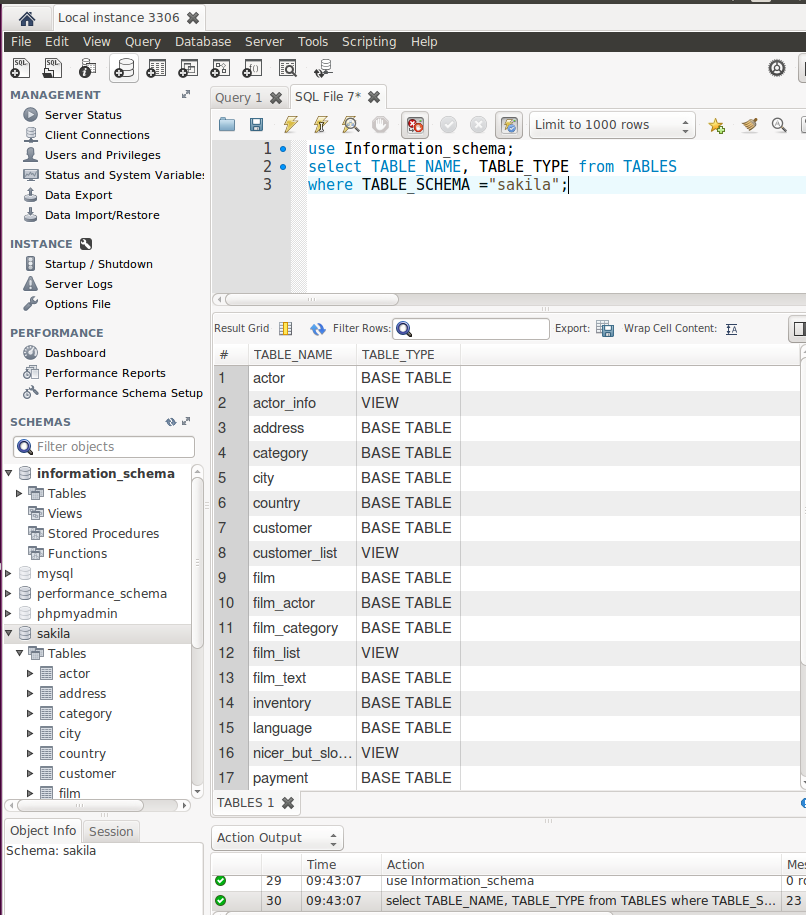 Local instance 3306
File Edit View Query Database Server Tools Scripting Help
MANAGEMENT
Server Status
Client Connections
Users and Privileges
Status and System Variables
Data Export
Data Import/Restore
INSTANCE
Startup / Shutdown
Server Logs
Options File
PERFORMANCE
Dashboard
Performance Reports
Performance Schema Setup
SCHEMAS
Filter objects
information_schema
Tables
Views
Stored Procedures
Functions
mysql
performance_schema
phpmyadmin
sakila
Tables
actor
address
category
city
country
customer
film
Object Info Session
Schema: sakila
Query 1 SQL File 7*
Limit to 1000 rows
1 use Information_schema;
2 select TABLE_NAME, TABLE_TYPE from TABLES
3 where TABLE_SCHEMA ="sakila";
Result Grid Filter Rows: Export: Wrap Cell Content:
# TABLE_NAME TABLE_TYPE
1 actor BASE TABLE
2 actor_info VIEW
3 address BASE TABLE
4 category BASE TABLE
5 city BASE TABLE
6 country BASE TABLE
7 customer BASE TABLE
8 customer_list VIEW
9 film BASE TABLE
10 film_actor BASE TABLE
11 film_category BASE TABLE
12 film_list VIEW
13 film_text BASE TABLE
14 inventory BASE TABLE
15 language BASE TABLE
16 nicer_but_slo... VIEW
17 payment BASE TABLE
TABLES 1
Action Output
Time Action Mes
29 09:43:07 use Information_schema 0 ro
30 09:43:07 select TABLE_NAME, TABLE_TYPE from TABLES where TABLE_S... 23